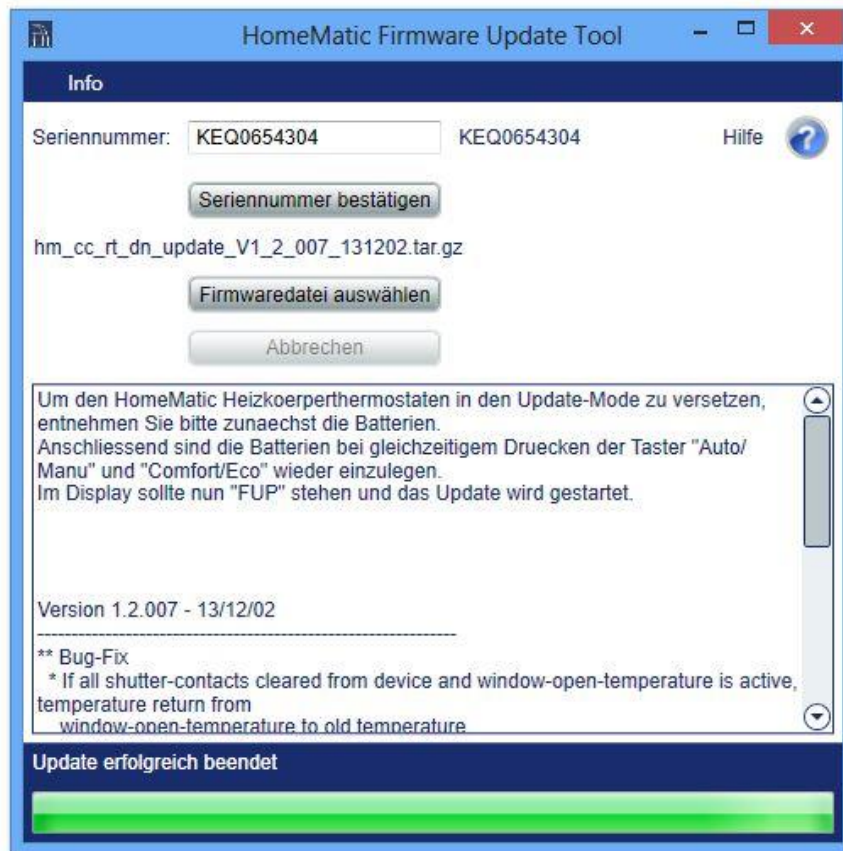 HomeMatic Firmware Update Tool
Info
Seriennummer: KEQ0654304 KEQ0654304 Hilfe ?
Seriennummer bestätigen
hm_cc_rt_dn_update_V1_2_007_131202.tar.gz
Firmwaredatei auswählen
Abbrechen
Um den HomeMatic Heizkoerperthermostaten in den Update-Mode zu versetzen,
entnehmen Sie bitte zunaechst die Batterien.
Anschliessend sind die Batterien bei gleichzeitigem Druecken der Taster "Auto/
Manu" und "Comfort/Eco" wieder einzulegen.
Im Display sollte nun "FUP" stehen und das Update wird gestartet.
Version 1.2.007 - 13/12/02
---------------------------------------------------------------
** Bug-Fix
* If all shutter-contacts cleared from device and window-open-temperature is active,
temperature return from
window-open-temperature to old temperature
Update erfolgreich beendet